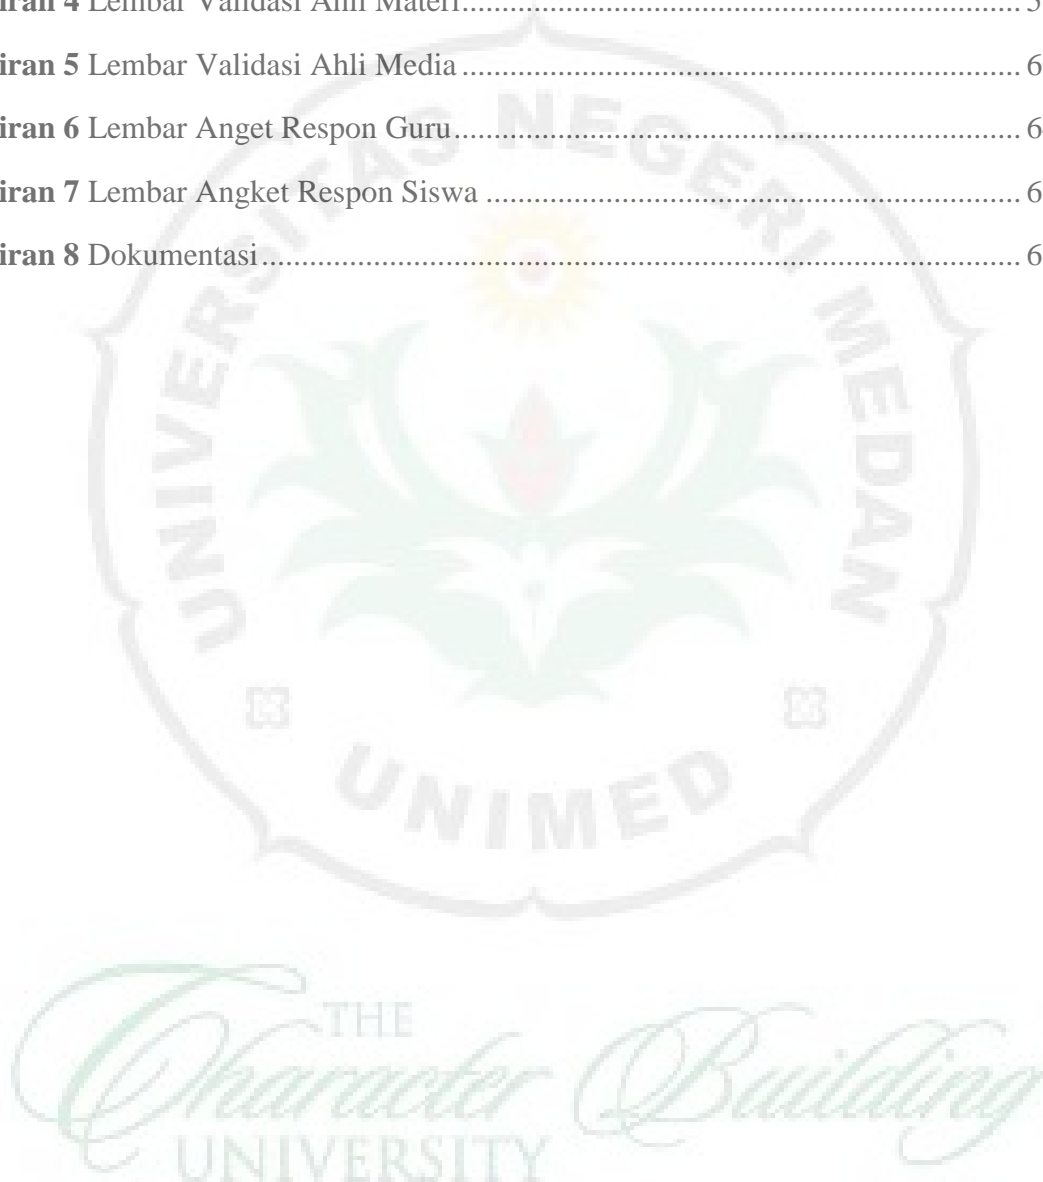 iran 4 Lembar Validasi Ahli Materi........................................................................ 5
iran 5 Lembar Validasi Ahli Media ........................................................................ 6
iran 6 Lembar Anget Respon Guru........................................................................ 6
iran 7 Lembar Angket Respon Siswa ..................................................................... 6
iran 8 Dokumentasi................................................................................................. 6
UNIVERSITAS NEGERI MEDAN
UNIMED
THE
Character Building
UNIVERSITY